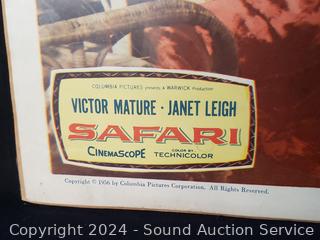 COLUMBIA PICTURES presents A WARWICK Production
VICTOR MATURE · JANET LEIGH
SAFARI
CINEMASCOPE COLOR BY TECHNICOLOR
Copyright © 1956 by Columbia Pictures Corporation. All Rights Reserved.
Copyright 2024 - Sound Auction Service